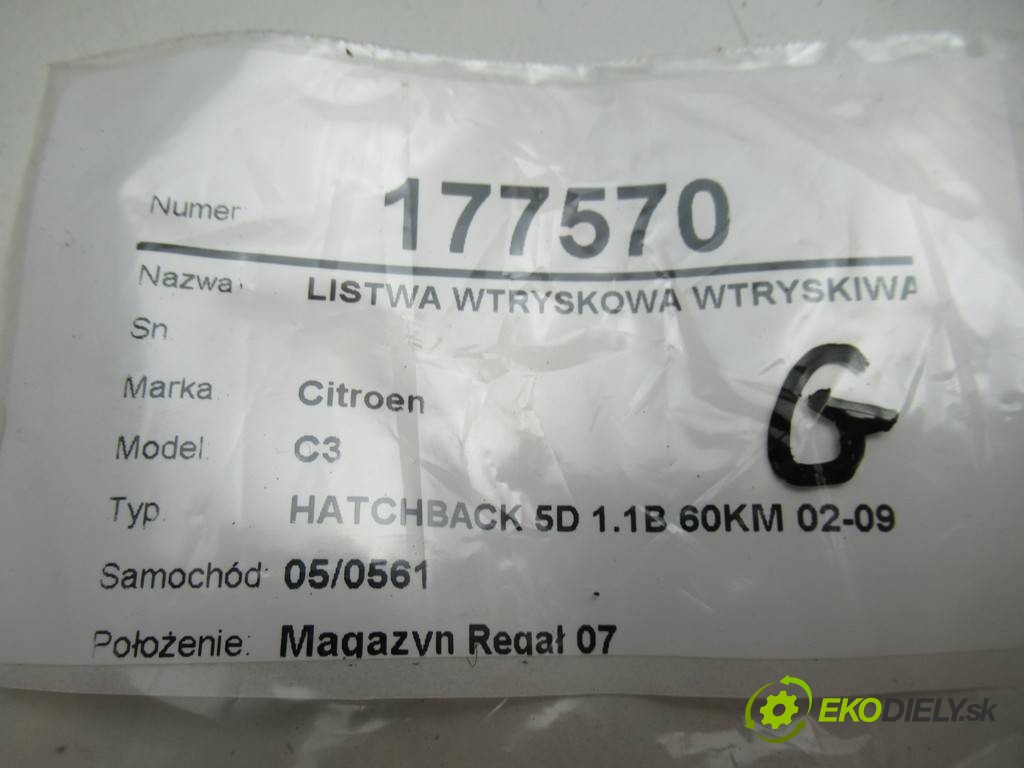 Numer: 177570
Nazwa: LISTWA WTRYSKOWA WTRYSKIWA
Sn.
Marka. Citroen
Model. C3
Typ. HATCHBACK 5D 1.1B 60KM 02-09
Samochód: 05/0561
Położenie: Magazyn Regał 07
G
EKODIELY.sk